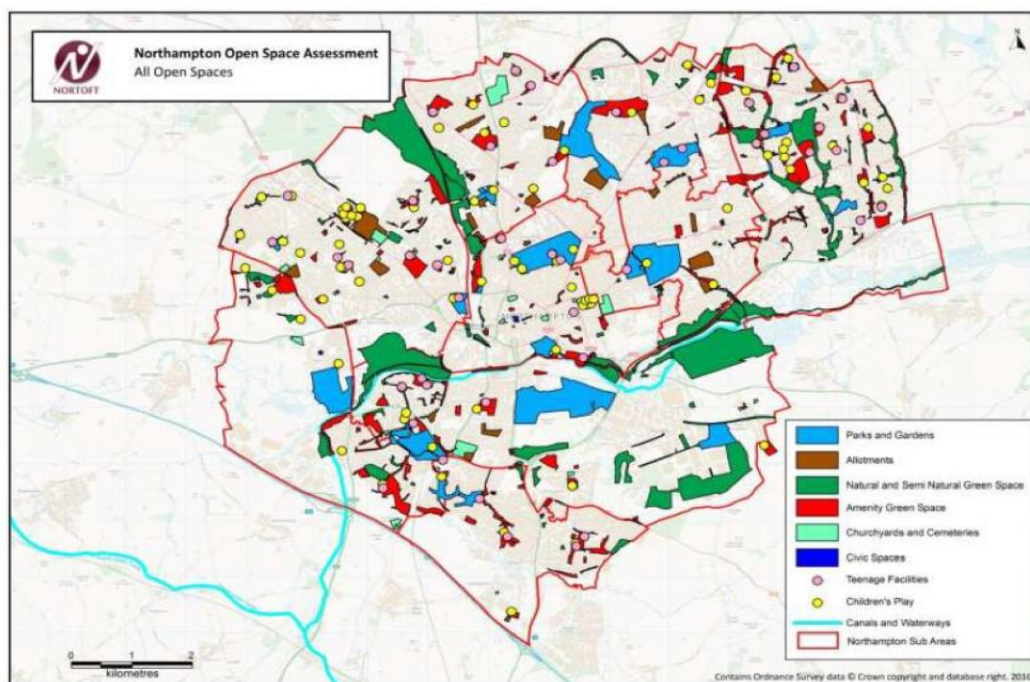 Northampton Open Space Assessment
All Open Spaces
NORTOFT
N
Parks and Gardens
Allotments
Natural and Semi Natural Green Space
Amenity Green Space
Churchyards and Cemeteries
Civic Spaces
Teenage Facilities
Children's Play
Canals and Waterways
Northampton Sub Areas
0 1 2
kilometres
Contains Ordnance Survey data © Crown copyright and database right.